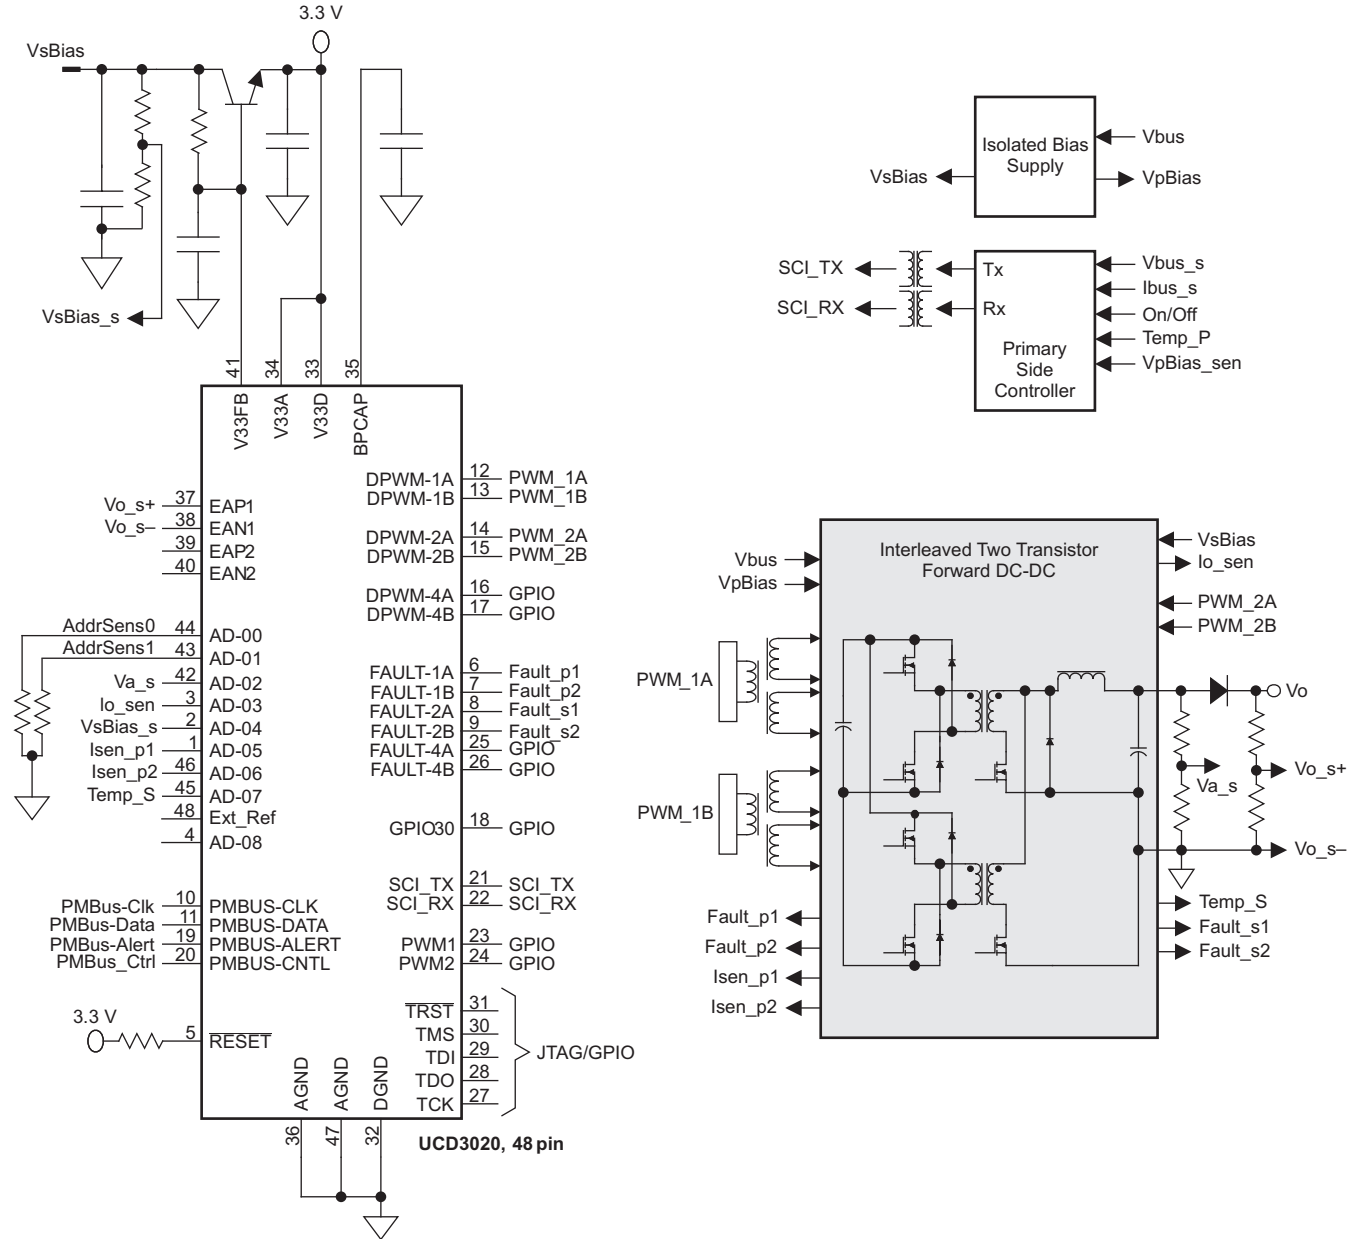 3.3 V
VsBias
VsBias_s
41
34
33
35
V33FB
V33A
V33D
BPCAP
Vo_s+ 37 EAP1
Vo_s– 38 EAN1
39 EAP2
40 EAN2
AddrSens0 44 AD-00
AddrSens1 43 AD-01
Va_s 42 AD-02
Io_sen 3 AD-03
VsBias_s 2 AD-04
Isen_p1 1 AD-05
Isen_p2 46 AD-06
Temp_S 45 AD-07
48 Ext_Ref
4 AD-08
PMBus-Clk 10 PMBUS-CLK
PMBus-Data 11 PMBUS-DATA
PMBus-Alert 19 PMBUS-ALERT
PMBus_Ctrl 20 PMBUS-CNTL
3.3 V
5 RESET
DPWM-1A 12 PWM_1A
DPWM-1B 13 PWM_1B
DPWM-2A 14 PWM_2A
DPWM-2B 15 PWM_2B
DPWM-4A 16 GPIO
DPWM-4B 17 GPIO
FAULT-1A 6 Fault_p1
FAULT-1B 7 Fault_p2
FAULT-2A 8 Fault_s1
FAULT-2B 9 Fault_s2
FAULT-4A 25 GPIO
FAULT-4B 26 GPIO
GPIO30 18 GPIO
SCI_TX 21 SCI_TX
SCI_RX 22 SCI_RX
PWM1 23 GPIO
PWM2 24 GPIO
TRST 31
TMS 30
TDI 29
TDO 28
TCK 27
JTAG/GPIO
AGND
AGND
DGND
36
47
32
UCD3020, 48 pin
Isolated Bias
Supply
Vbus
VpBias
VsBias
SCI_TX
SCI_RX
Tx
Rx
Primary
Side
Controller
Vbus_s
Ibus_s
On/Off
Temp_P
VpBias_sen
Interleaved Two Transistor
Forward DC-DC
Vbus
VpBias
PWM_1A
PWM_1B
Fault_p1
Fault_p2
Isen_p1
Isen_p2
VsBias
Io_sen
PWM_2A
PWM_2B
Vo
Va_s
Vo_s+
Vo_s–
Temp_S
Fault_s1
Fault_s2